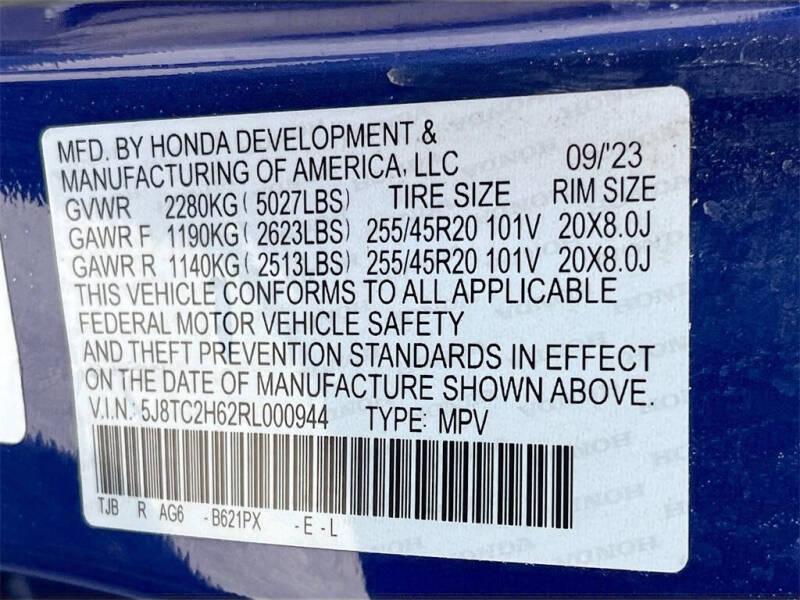 MFD. BY HONDA DEVELOPMENT &
MANUFACTURING OF AMERICA, LLC 09/'23
GVWR 2280KG (5027LBS) TIRE SIZE RIM SIZE
GAWR F 1190KG (2623LBS) 255/45R20 101V 20X8.0J
GAWR R 1140KG (2513LBS) 255/45R20 101V 20X8.0J
THIS VEHICLE CONFORMS TO ALL APPLICABLE
FEDERAL MOTOR VEHICLE SAFETY
AND THEFT PREVENTION STANDARDS IN EFFECT
ON THE DATE OF MANUFACTURE SHOWN ABOVE.
V.I.N.: 5J8TC2H62RL000944 TYPE: MPV
TJB R AG6 -B621PX -E-L